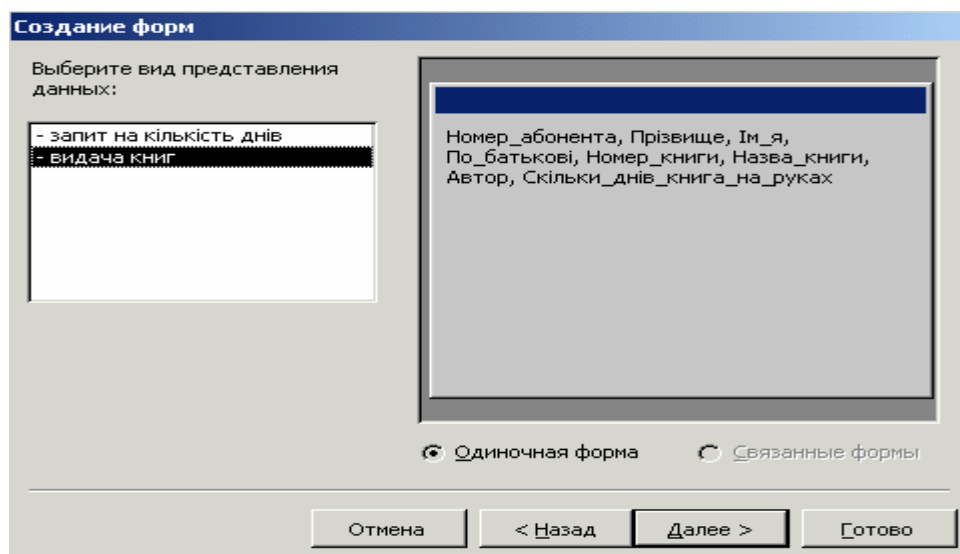 Создание форм
Выберите вид представления
данных:
- запит на кількість днів
- видача книг
Номер_абонента, Прізвище, Ім_я,
По_батькові, Номер_книги, Назва_книги,
Автор, Скільки_днів_книга_на_руках
Одиночная форма
Связанные формы
Отмена
< Назад
Далее >
Готово